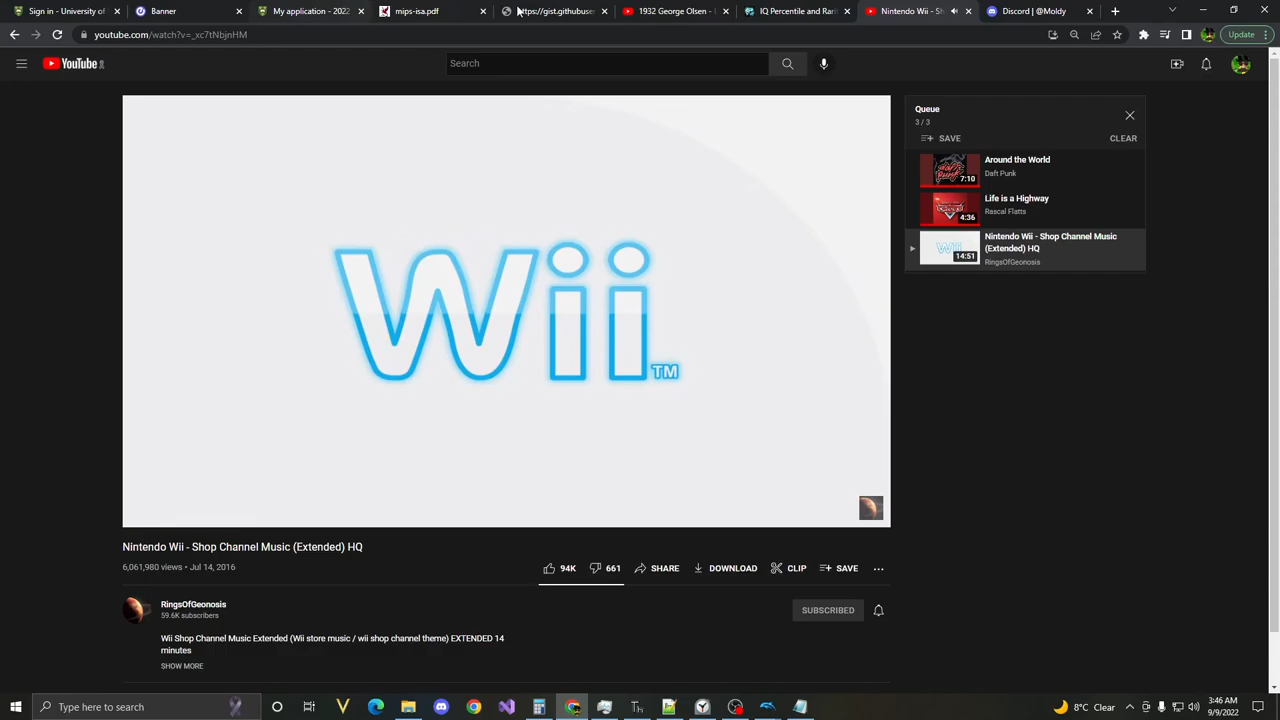 Sign in - University of
Banner
My application - 2022
mips-isa.pdf
https://gist.githubuser
1932 George Olsen -
IQ Percentile and Rari
Nintendo Wii - Sh
Discord | @Moldy
youtube.com/watch?v=_xc7tNbjnHM
Update
YouTube
Search
Wii
TM
Queue
3 / 3
SAVE
CLEAR
7:10
Around the World
Daft Punk
4:36
Life is a Highway
Rascal Flatts
Wii
14:51
Nintendo Wii - Shop Channel Music
(Extended) HQ
RingsOfGeonosis
Nintendo Wii - Shop Channel Music (Extended) HQ
6,061,980 views • Jul 14, 2016
94K
661
SHARE
DOWNLOAD
CLIP
SAVE
RingsOfGeonosis
59.6K subscribers
SUBSCRIBED
Wii Shop Channel Music Extended (Wii store music / wii shop channel theme) EXTENDED 14
minutes
SHOW MORE
Type here to search
8°C Clear
3:46 AM
9/9/2022